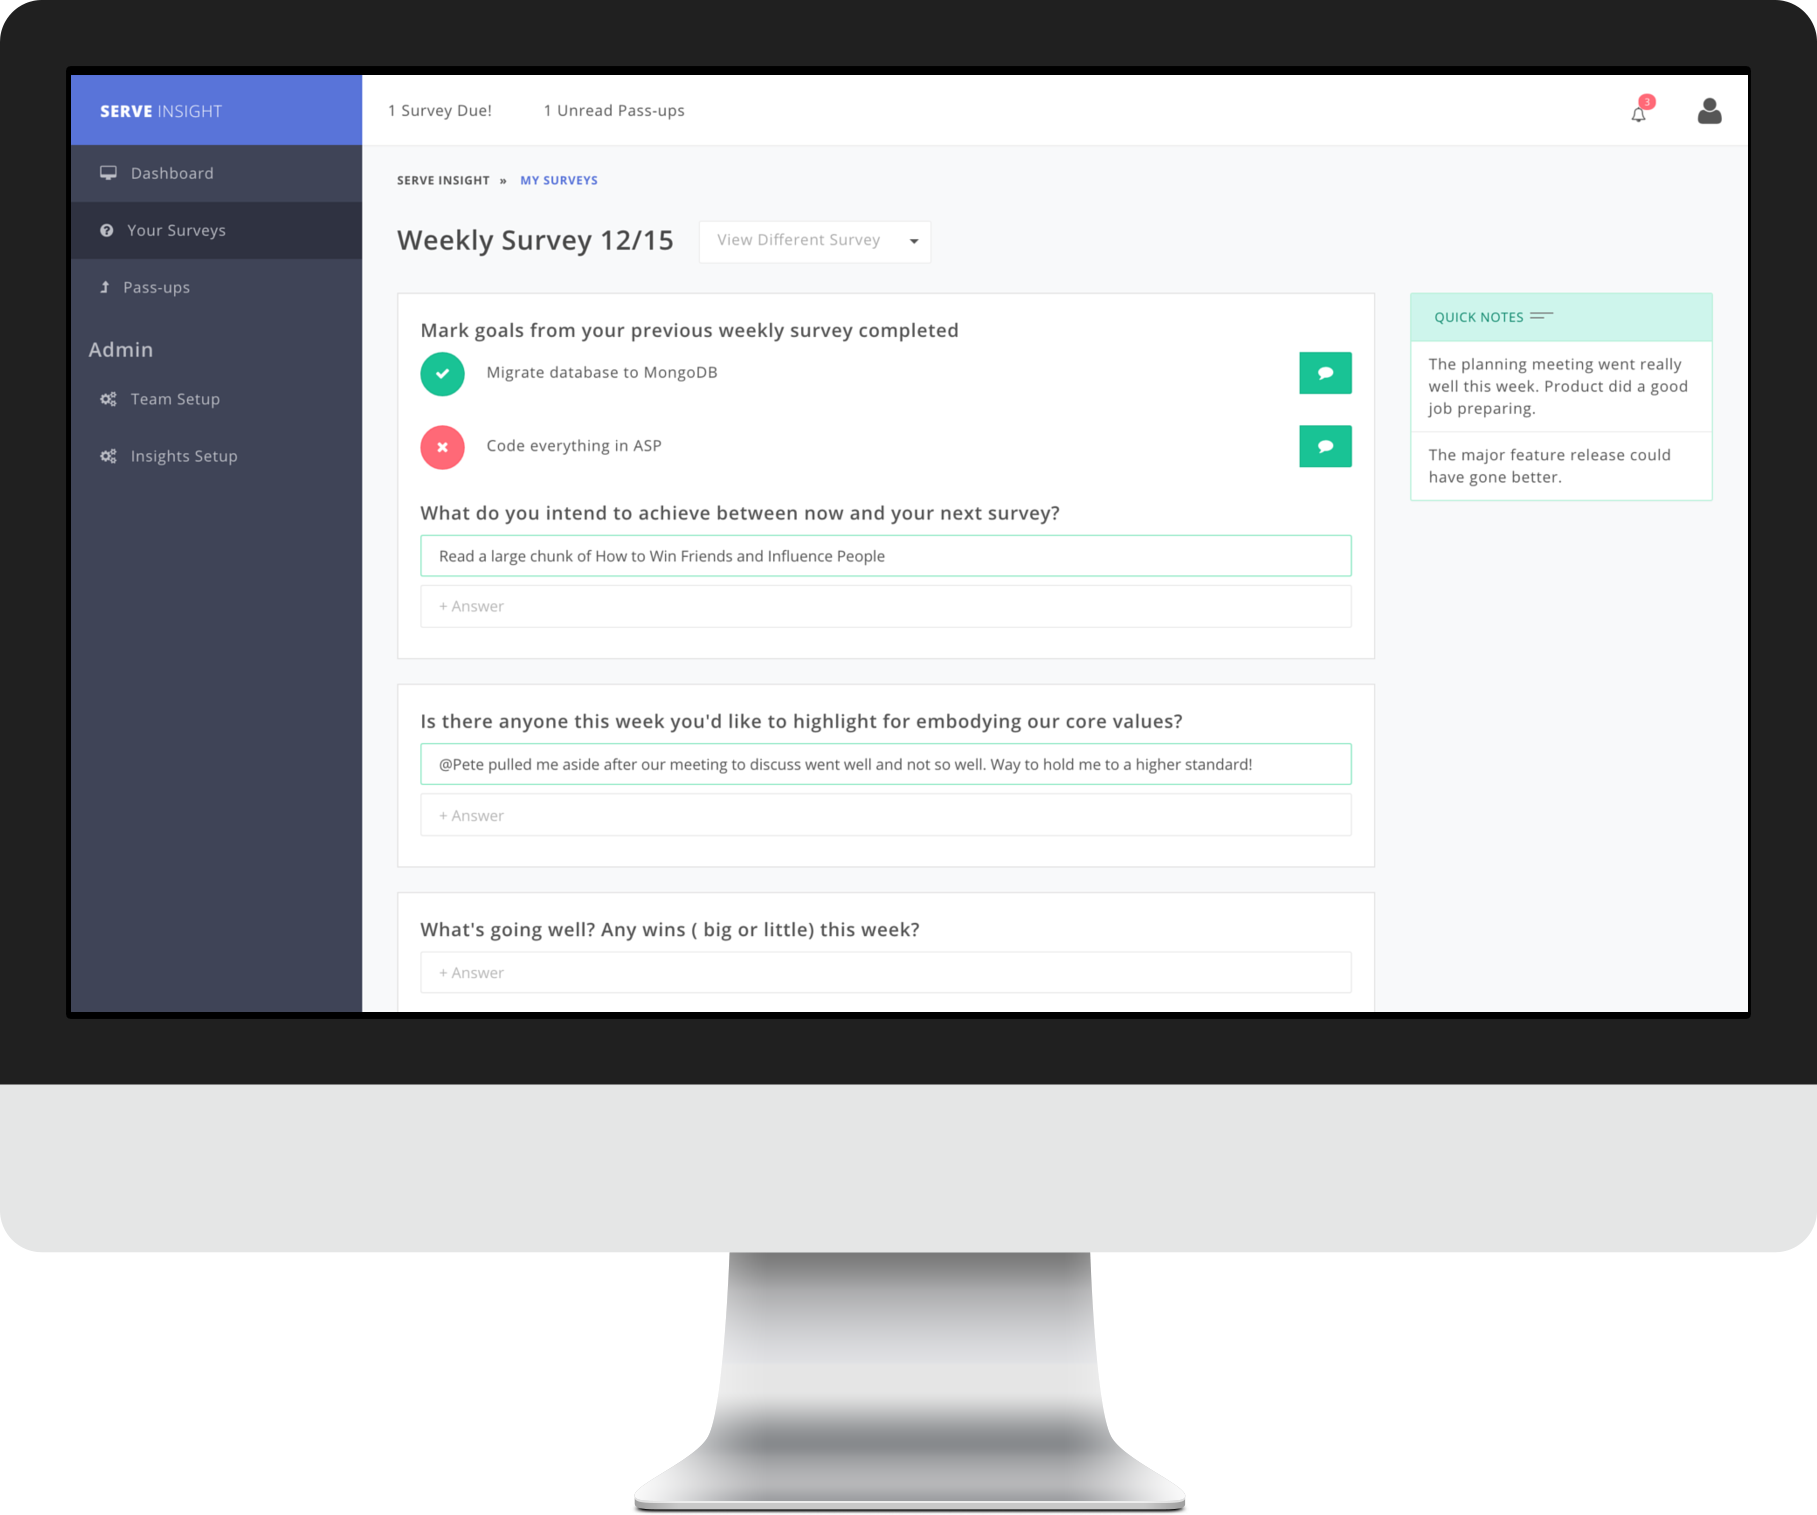 SERVE INSIGHT
1 Survey Due!
1 Unread Pass-ups
3
Dashboard
Your Surveys
Pass-ups
Admin
Team Setup
Insights Setup
SERVE INSIGHT » MY SURVEYS
Weekly Survey 12/15
View Different Survey
Mark goals from your previous weekly survey completed
Migrate database to MongoDB
Code everything in ASP
What do you intend to achieve between now and your next survey?
Read a large chunk of How to Win Friends and Influence People
+ Answer
Is there anyone this week you'd like to highlight for embodying our core values?
@Pete pulled me aside after our meeting to discuss went well and not so well. Way to hold me to a higher standard!
+ Answer
What's going well? Any wins ( big or little) this week?
+ Answer
QUICK NOTES
The planning meeting went really
well this week. Product did a good
job preparing.
The major feature release could
have gone better.